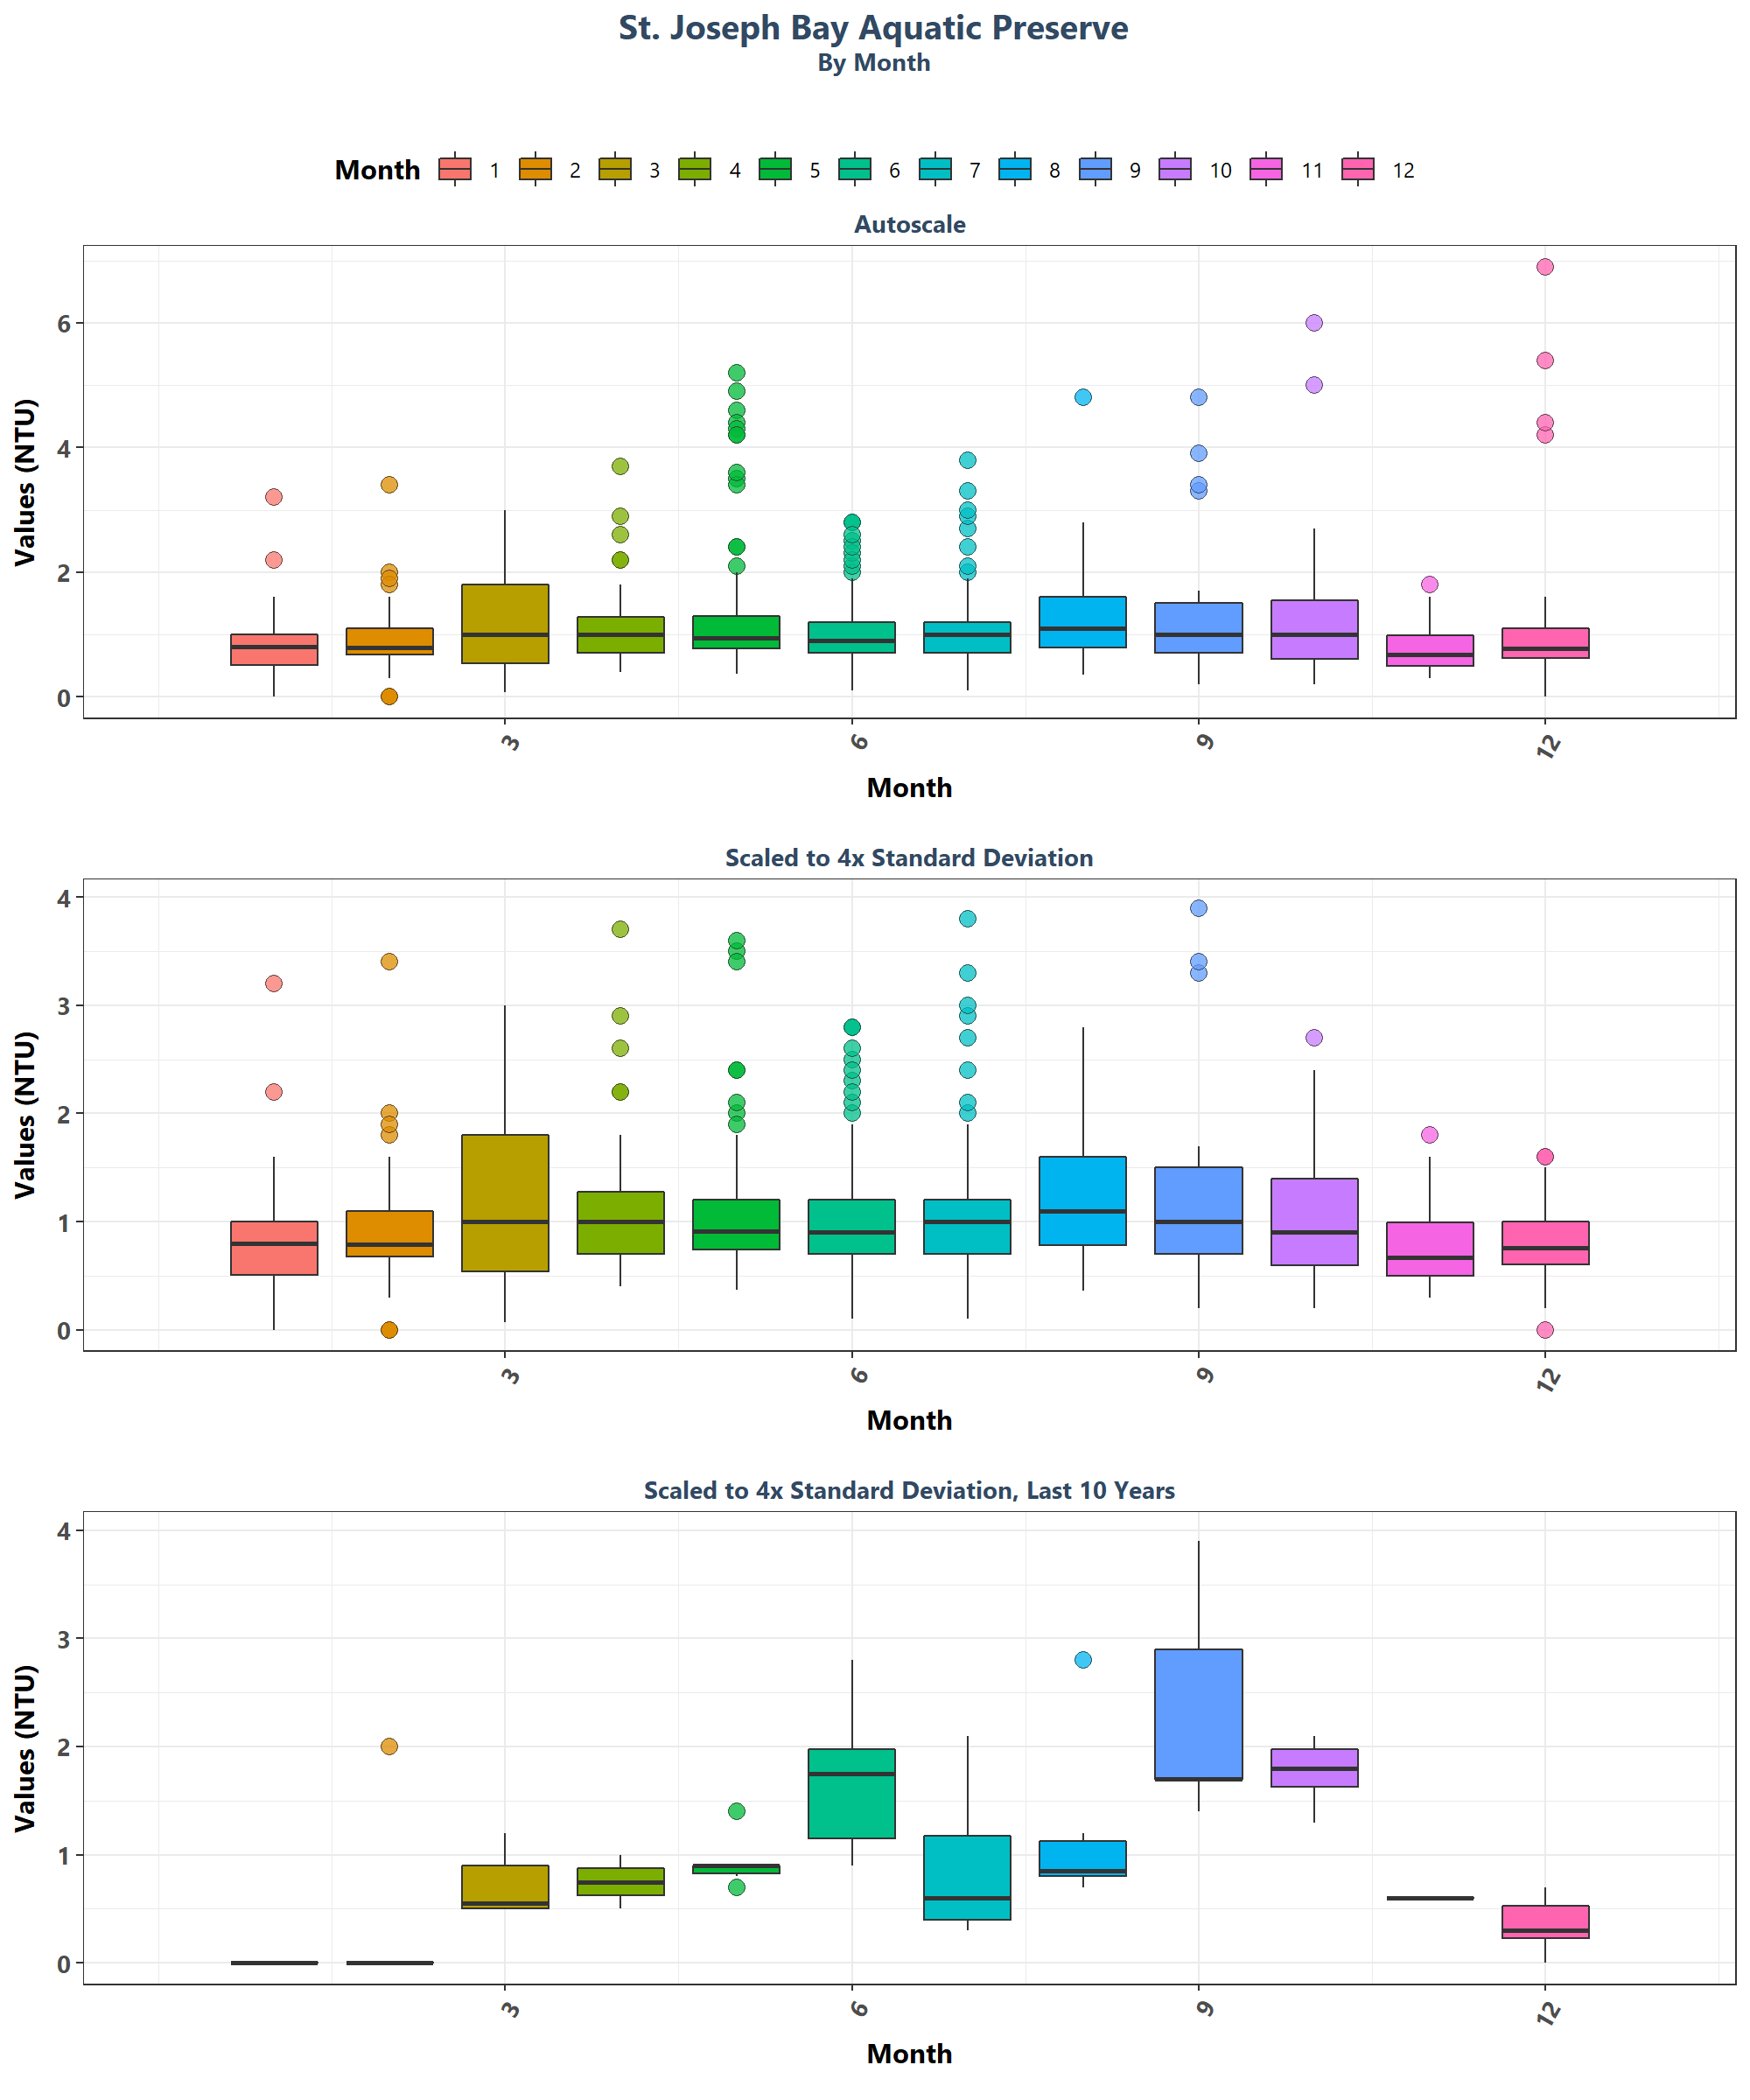 St. Joseph Bay Aquatic Preserve
By Month
Month 1 2 3 4 5 6 7 8 9 10 11 12
Autoscale
Values (NTU)
6
4
2
0
3 6 9 12
Month
Scaled to 4x Standard Deviation
Values (NTU)
4
3
2
1
0
3 6 9 12
Month
Scaled to 4x Standard Deviation, Last 10 Years
Values (NTU)
4
3
2
1
0
3 6 9 12
Month